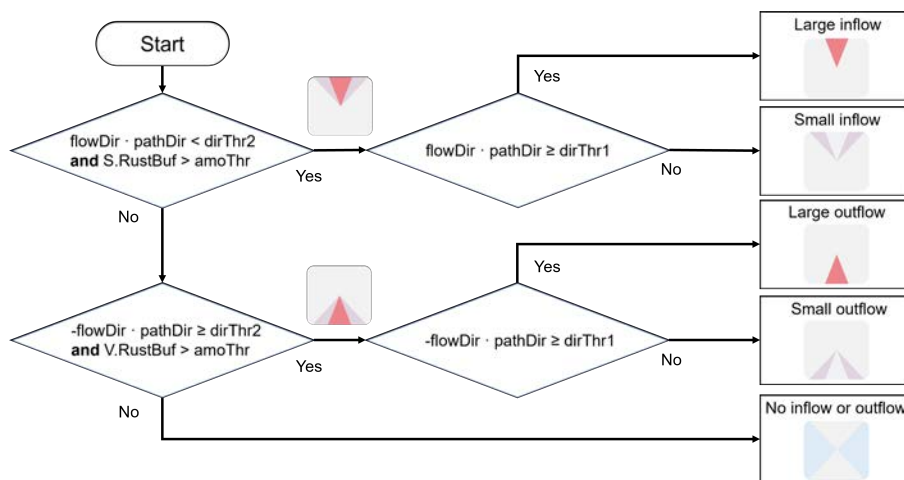 Start
flowDir · pathDir < dirThr2
and S.RustBuf > amoThr
Yes
No
flowDir · pathDir ≥ dirThr1
Yes
No
Large inflow
Small inflow
Large outflow
Small outflow
No inflow or outflow
-flowDir · pathDir ≥ dirThr2
and V.RustBuf > amoThr
Yes
No
-flowDir · pathDir ≥ dirThr1
Yes
No